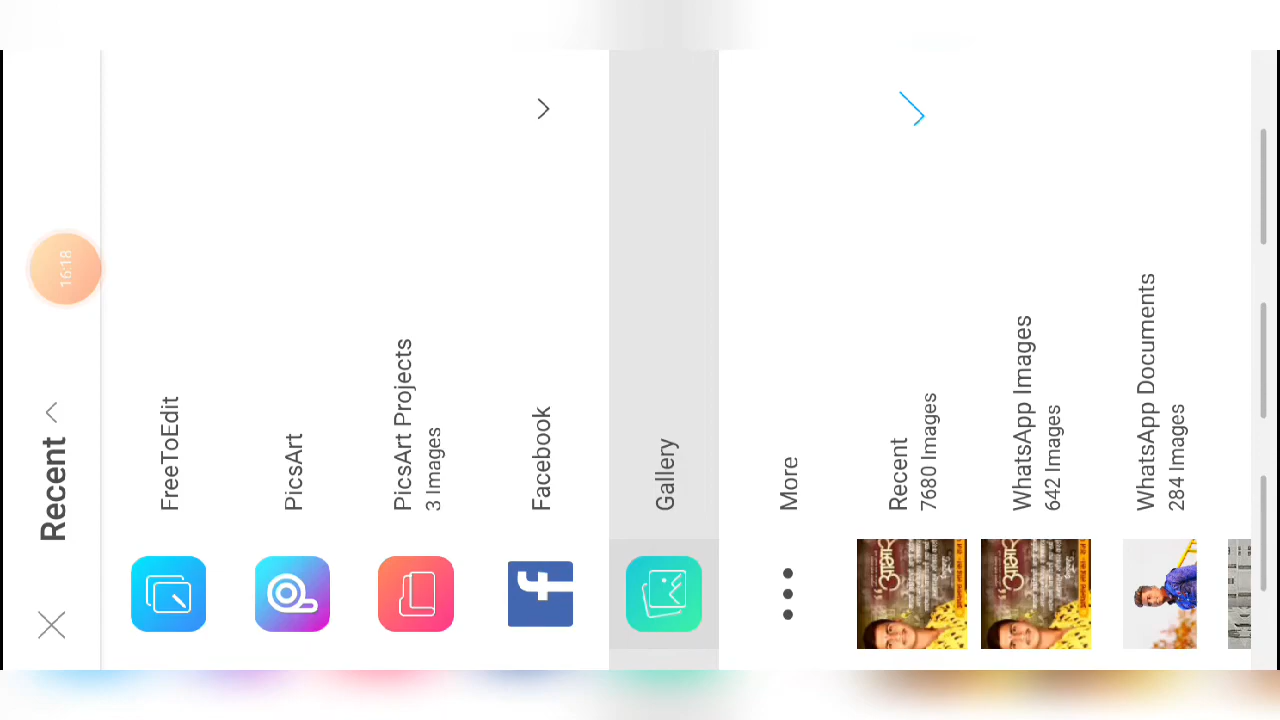 16:18
Recent
FreeToEdit
PicsArt
PicsArt Projects
3 Images
Facebook
Gallery
More
Recent
7680 Images
WhatsApp Images
642 Images
WhatsApp Documents
284 Images